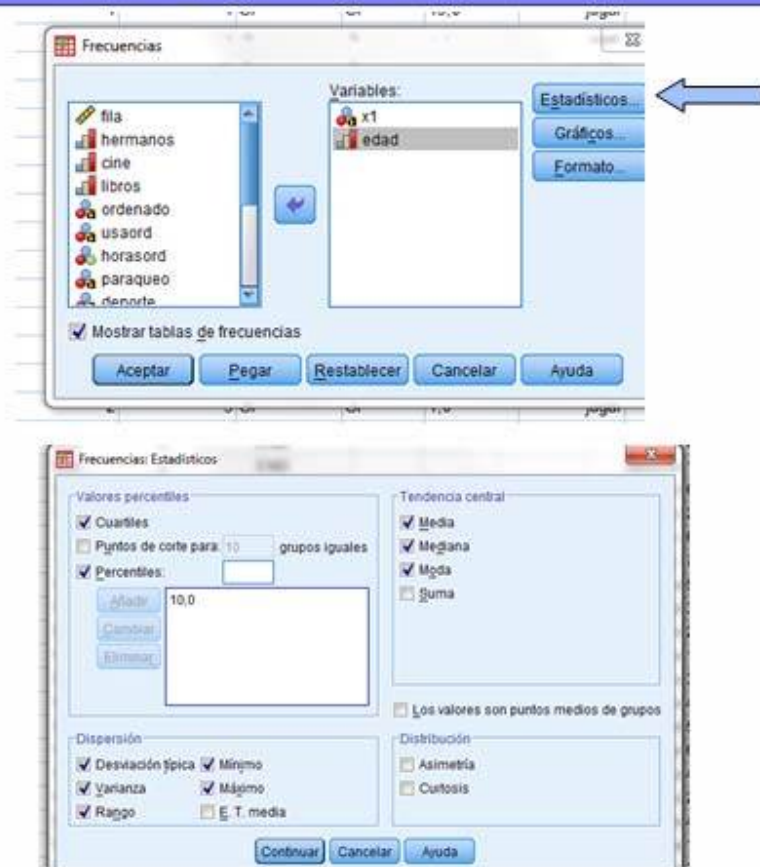 Frecuencias
Variables:
fila
hermanos
cine
libros
ordenado
usaord
horasord
paraqueo
deporte
x1
edad
Estadísticos...
Gráficos...
Formato...
Mostrar tablas de frecuencias
Aceptar Pegar Restablecer Cancelar Ayuda
jugar
Frecuencias: Estadísticos
Valores percentiles
Cuartiles
Puntos de corte para: 10 grupos iguales
Percentiles:
Añadir 10,0
Cambiar
Eliminar
Tendencia central
Media
Mediana
Moda
Suma
Los valores son puntos medios de grupos
Dispersión
Desviación típica Mínimo
Varianza Máximo
Rango E. T. media
Distribución
Asimetría
Curtosis
Continuar Cancelar Ayuda